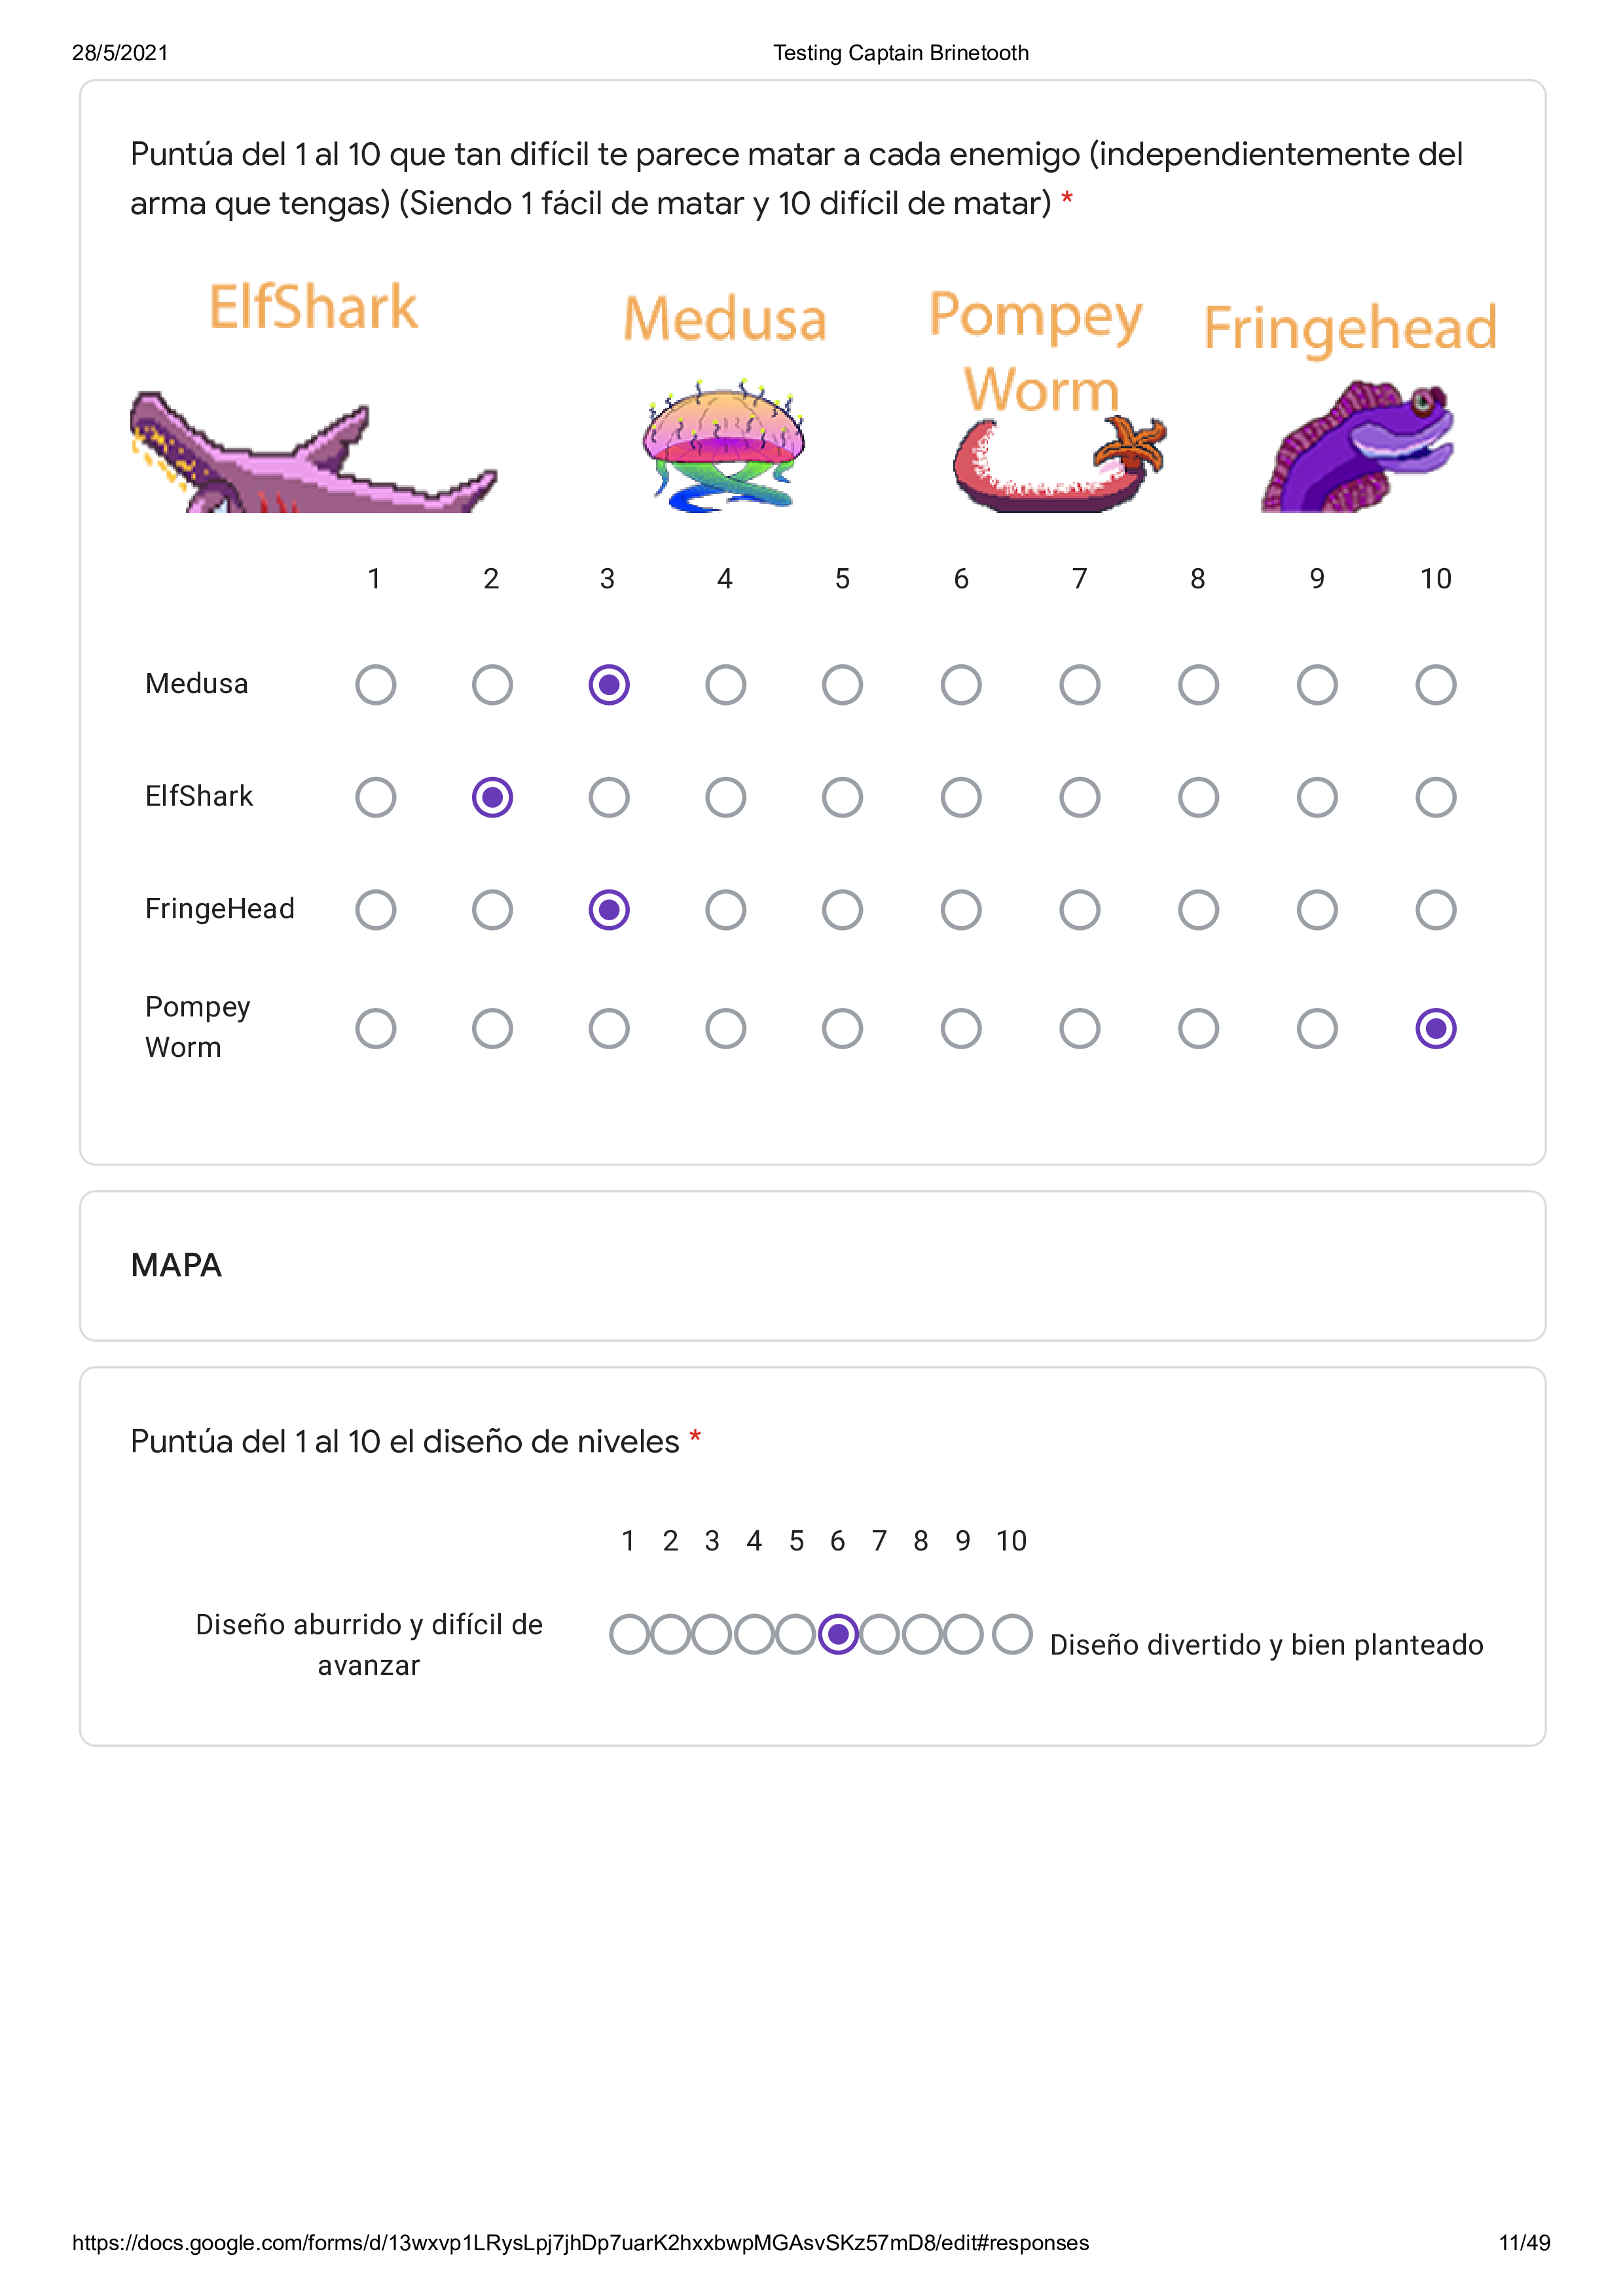 28/5/2021 Testing Captain Brinetooth
Puntúa del 1 al 10 que tan difícil te parece matar a cada enemigo (independientemente del
arma que tengas) (Siendo 1 fácil de matar y 10 difícil de matar) *
ElfShark Medusa Pompey Worm Fringehead
1 2 3 4 5 6 7 8 9 10
Medusa
ElfShark
FringeHead
Pompey
Worm
MAPA
Puntúa del 1 al 10 el diseño de niveles *
1 2 3 4 5 6 7 8 9 10
Diseño aburrido y difícil de
avanzar
Diseño divertido y bien planteado
https://docs.google.com/forms/d/13wxvp1LRysLpj7jhDp7uarK2hxxbwpMGAsvSKz57mD8/edit#responses 11/49